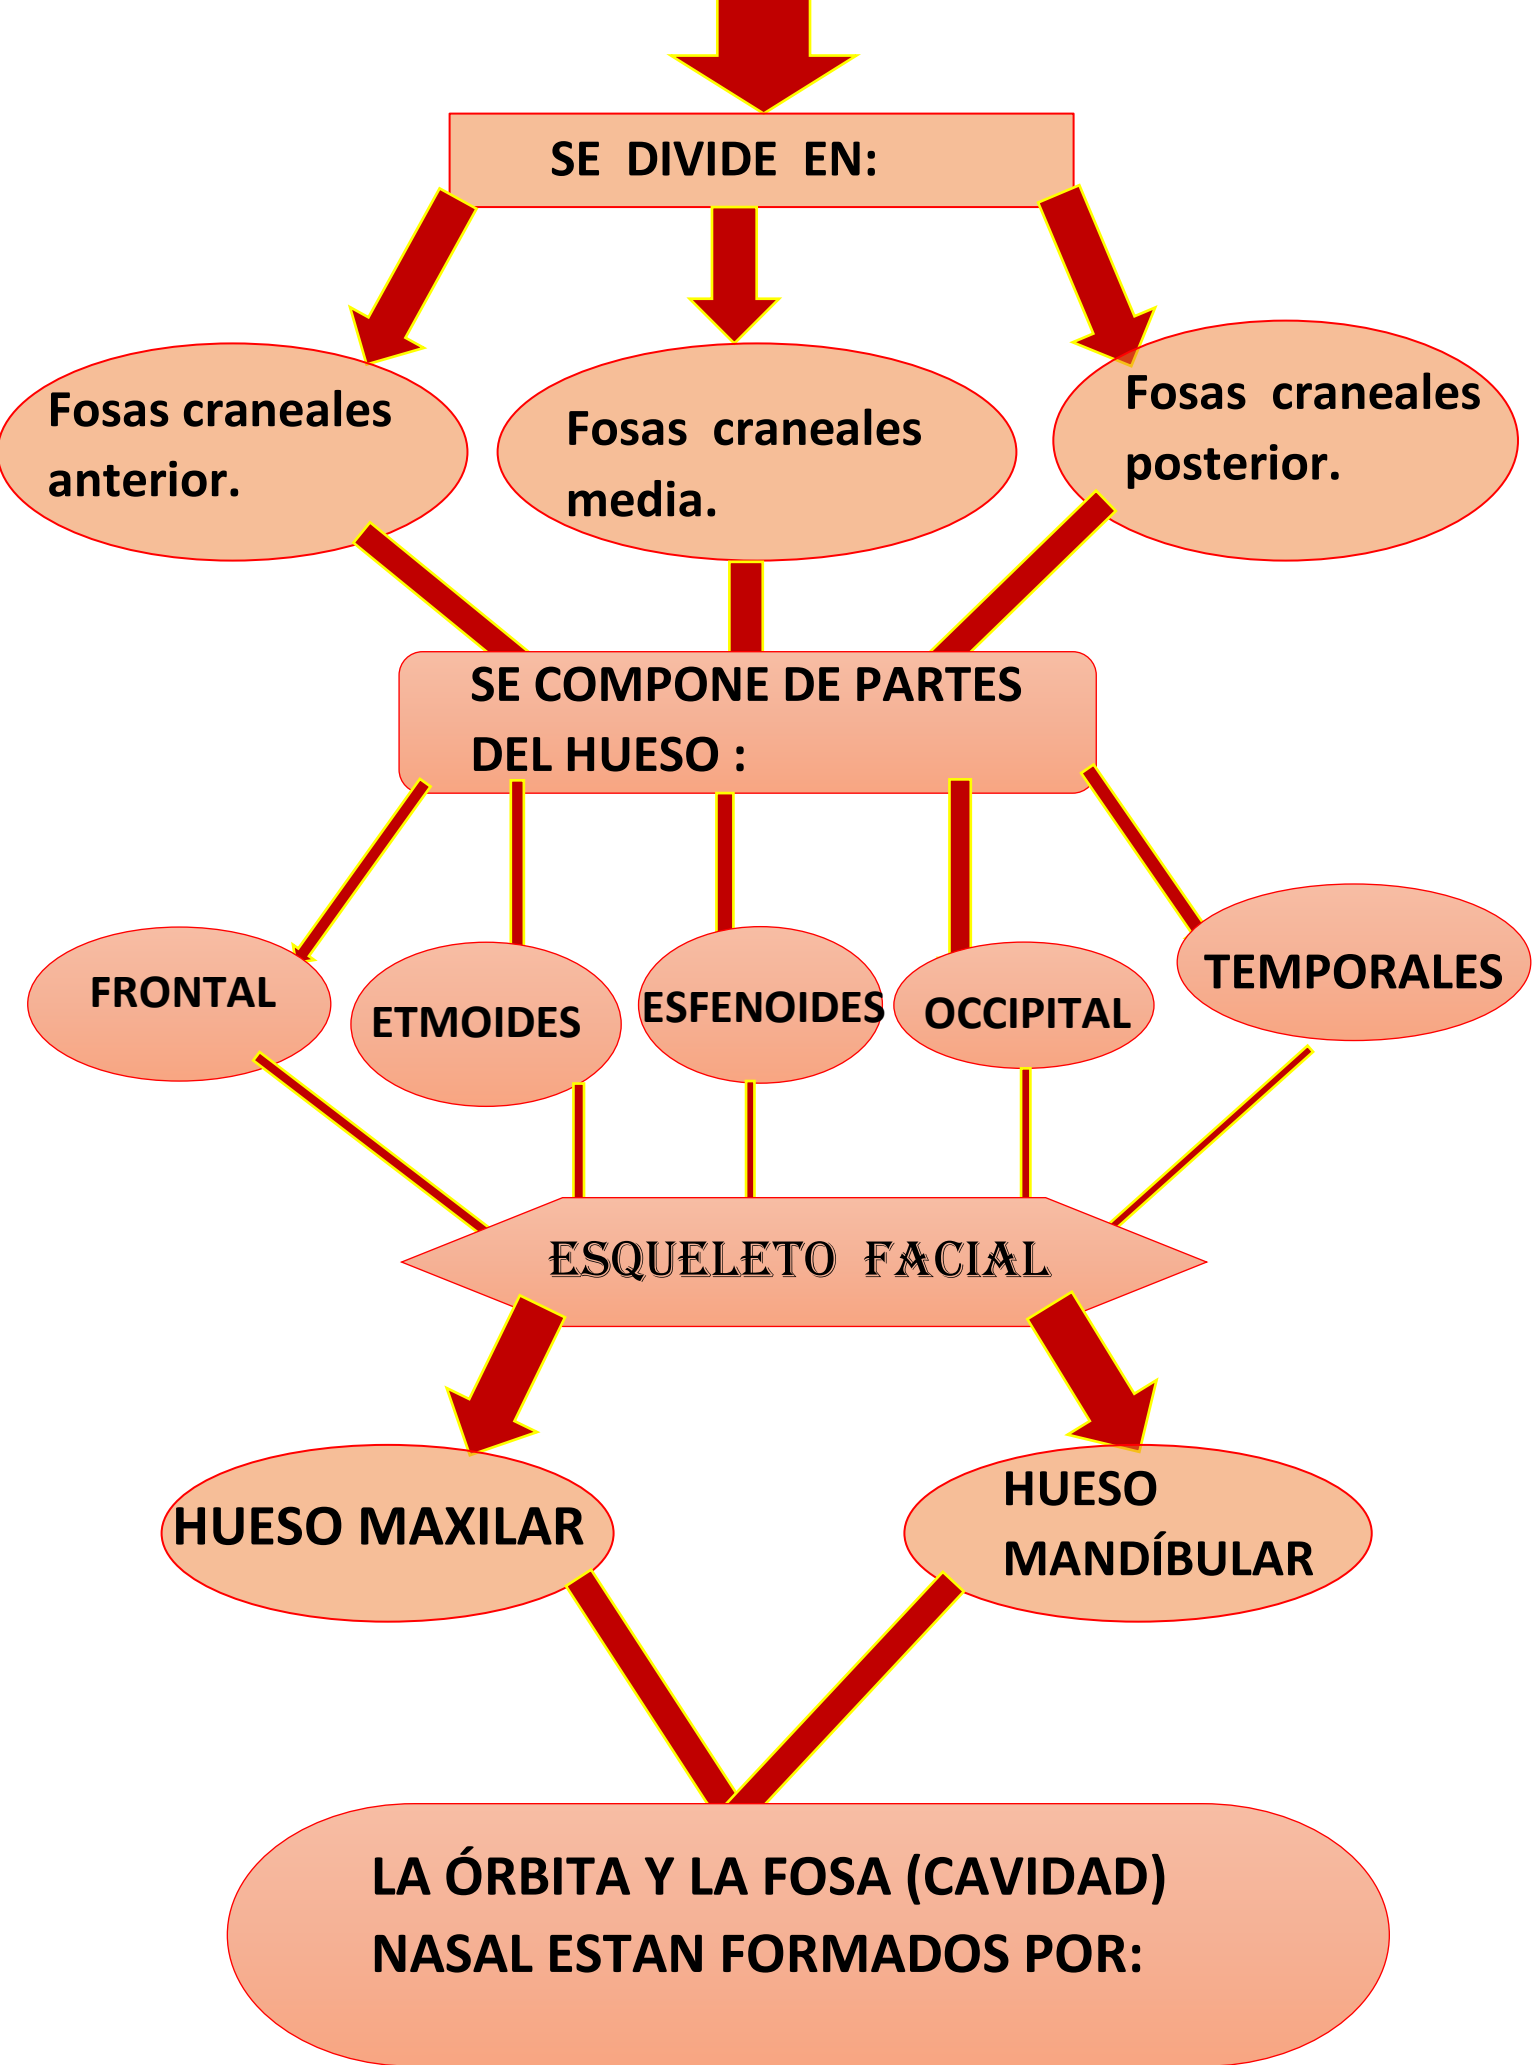 SE DIVIDE EN:
Fosas craneales
anterior.
Fosas craneales
media.
Fosas craneales
posterior.
SE COMPONE DE PARTES
DEL HUESO :
FRONTAL
ETMOIDES
ESFENOIDES
OCCIPITAL
TEMPORALES
ESQUELETO FACIAL
HUESO MAXILAR
HUESO
MANDÍBULAR
LA ÓRBITA Y LA FOSA (CAVIDAD)
NASAL ESTAN FORMADOS POR: